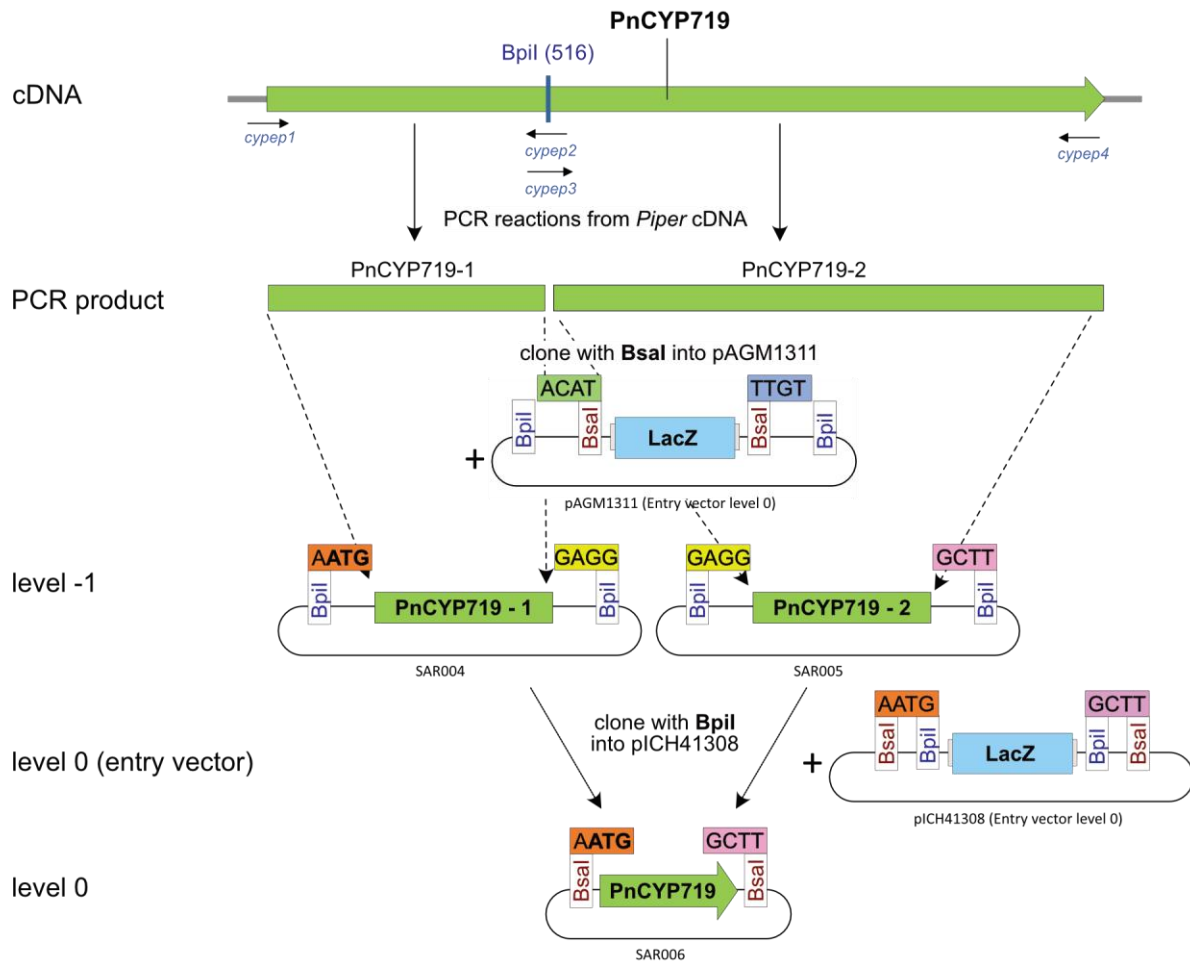 PnCYP719
BpiI (516)
cDNA
cypep1
cypep2
cypep3
cypep4
PCR reactions from Piper cDNA
PnCYP719-1
PnCYP719-2
PCR product
clone with BsaI into pAGM1311
ACAT
TTGT
BpiI
BsaI
LacZ
BsaI
BpiI
+
pAGM1311 (Entry vector level 0)
level -1
AATG
GAGG
GAGG
GCTT
BpiI
PnCYP719 - 1
BpiI
BpiI
PnCYP719 - 2
BpiI
SAR004
SAR005
clone with BpiI
into pICH41308
level 0 (entry vector)
+
AATG
GCTT
BsaI
BpiI
LacZ
BpiI
BsaI
pICH41308 (Entry vector level 0)
level 0
AATG
GCTT
BsaI
PnCYP719
BsaI
SAR006